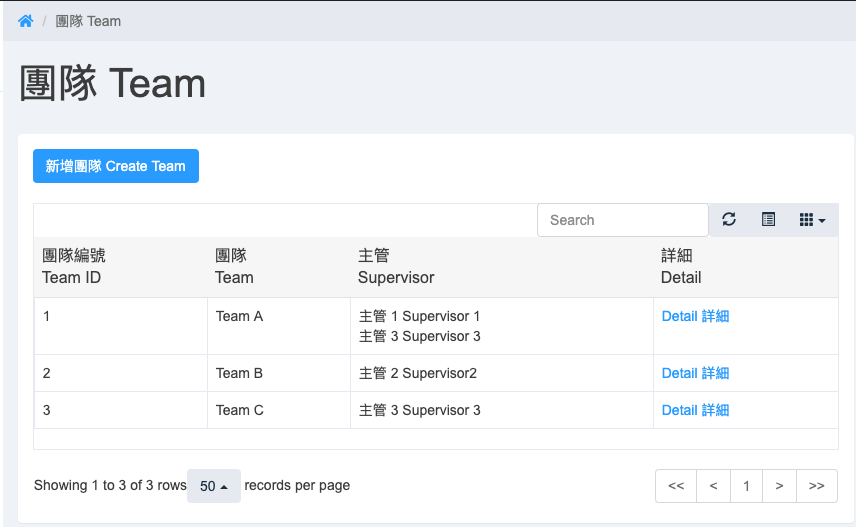 / 團隊 Team
團隊 Team
新增團隊 Create Team
Search
團隊編號 團隊 主管 詳細
Team ID Team Supervisor Detail
1 Team A 主管 1 Supervisor 1 Detail 詳細
主管 3 Supervisor 3
2 Team B 主管 2 Supervisor2 Detail 詳細
3 Team C 主管 3 Supervisor 3 Detail 詳細
Showing 1 to 3 of 3 rows 50 records per page << < 1 > >>